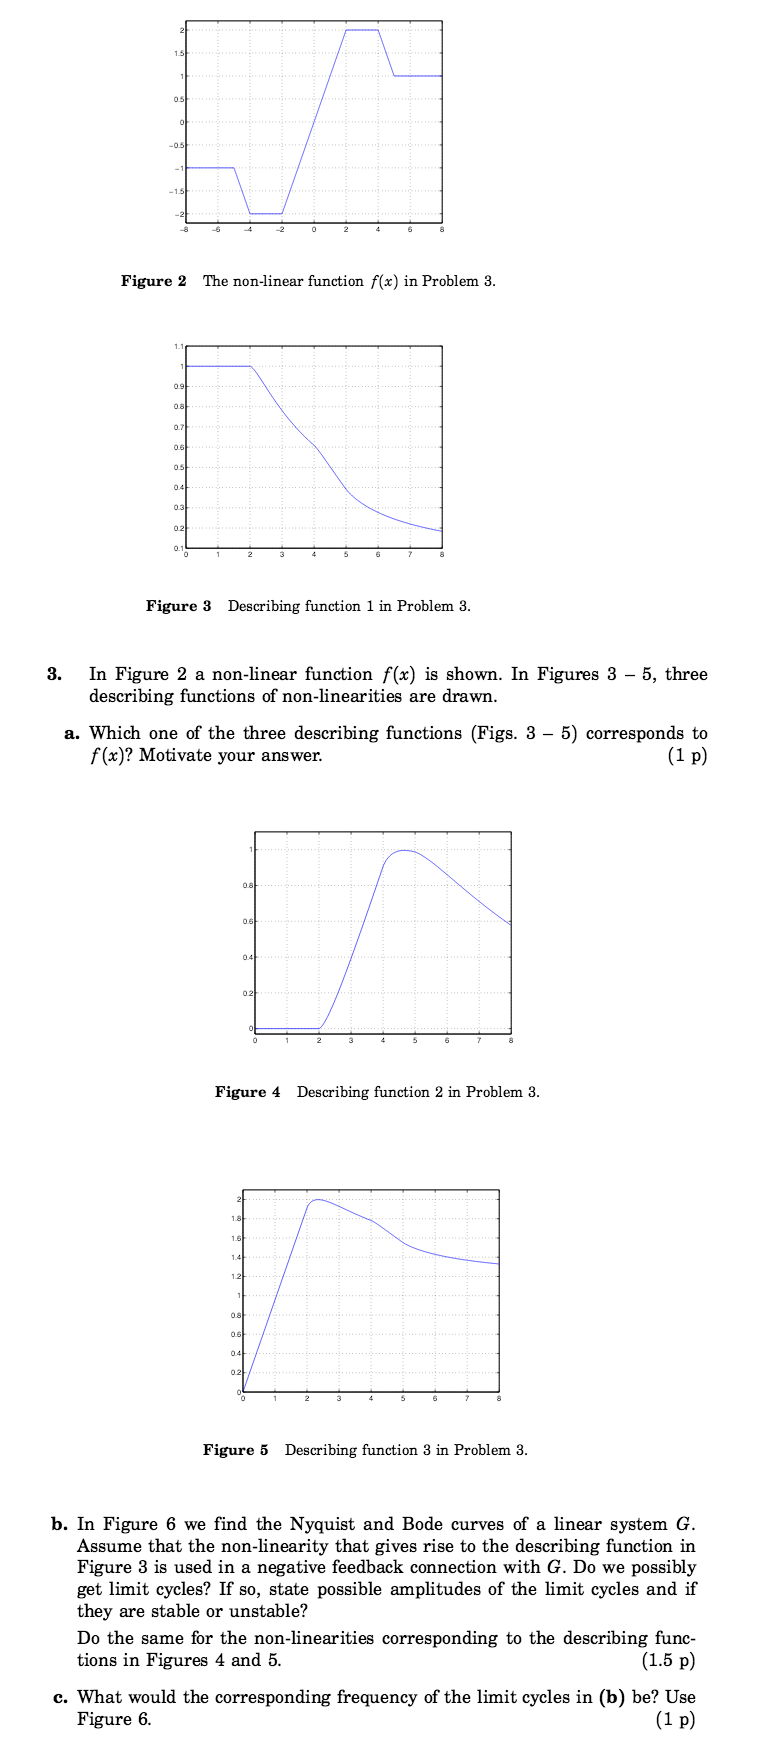 2
1.5
1
0.5
0
−0.5
−1
−1.5
−2
−8 −6 −4 −2 0 2 4 6 8
Figure 2 The non-linear function f(x) in Problem 3.
1.1
1
0.9
0.8
0.7
0.6
0.5
0.4
0.3
0.2
0.1
0 1 2 3 4 5 6 7 8
Figure 3 Describing function 1 in Problem 3.
3. In Figure 2 a non-linear function f(x) is shown. In Figures 3 – 5, three
describing functions of non-linearities are drawn.
a. Which one of the three describing functions (Figs. 3 – 5) corresponds to
f(x)? Motivate your answer. (1 p)
1
0.8
0.6
0.4
0.2
0
0 1 2 3 4 5 6 7 8
Figure 4 Describing function 2 in Problem 3.
2
1.8
1.6
1.4
1.2
1
0.8
0.6
0.4
0.2
0
0 1 2 3 4 5 6 7 8
Figure 5 Describing function 3 in Problem 3.
b. In Figure 6 we find the Nyquist and Bode curves of a linear system G.
Assume that the non-linearity that gives rise to the describing function in
Figure 3 is used in a negative feedback connection with G. Do we possibly
get limit cycles? If so, state possible amplitudes of the limit cycles and if
they are stable or unstable?
Do the same for the non-linearities corresponding to the describing func-
tions in Figures 4 and 5. (1.5 p)
c. What would the corresponding frequency of the limit cycles in (b) be? Use
Figure 6. (1 p)